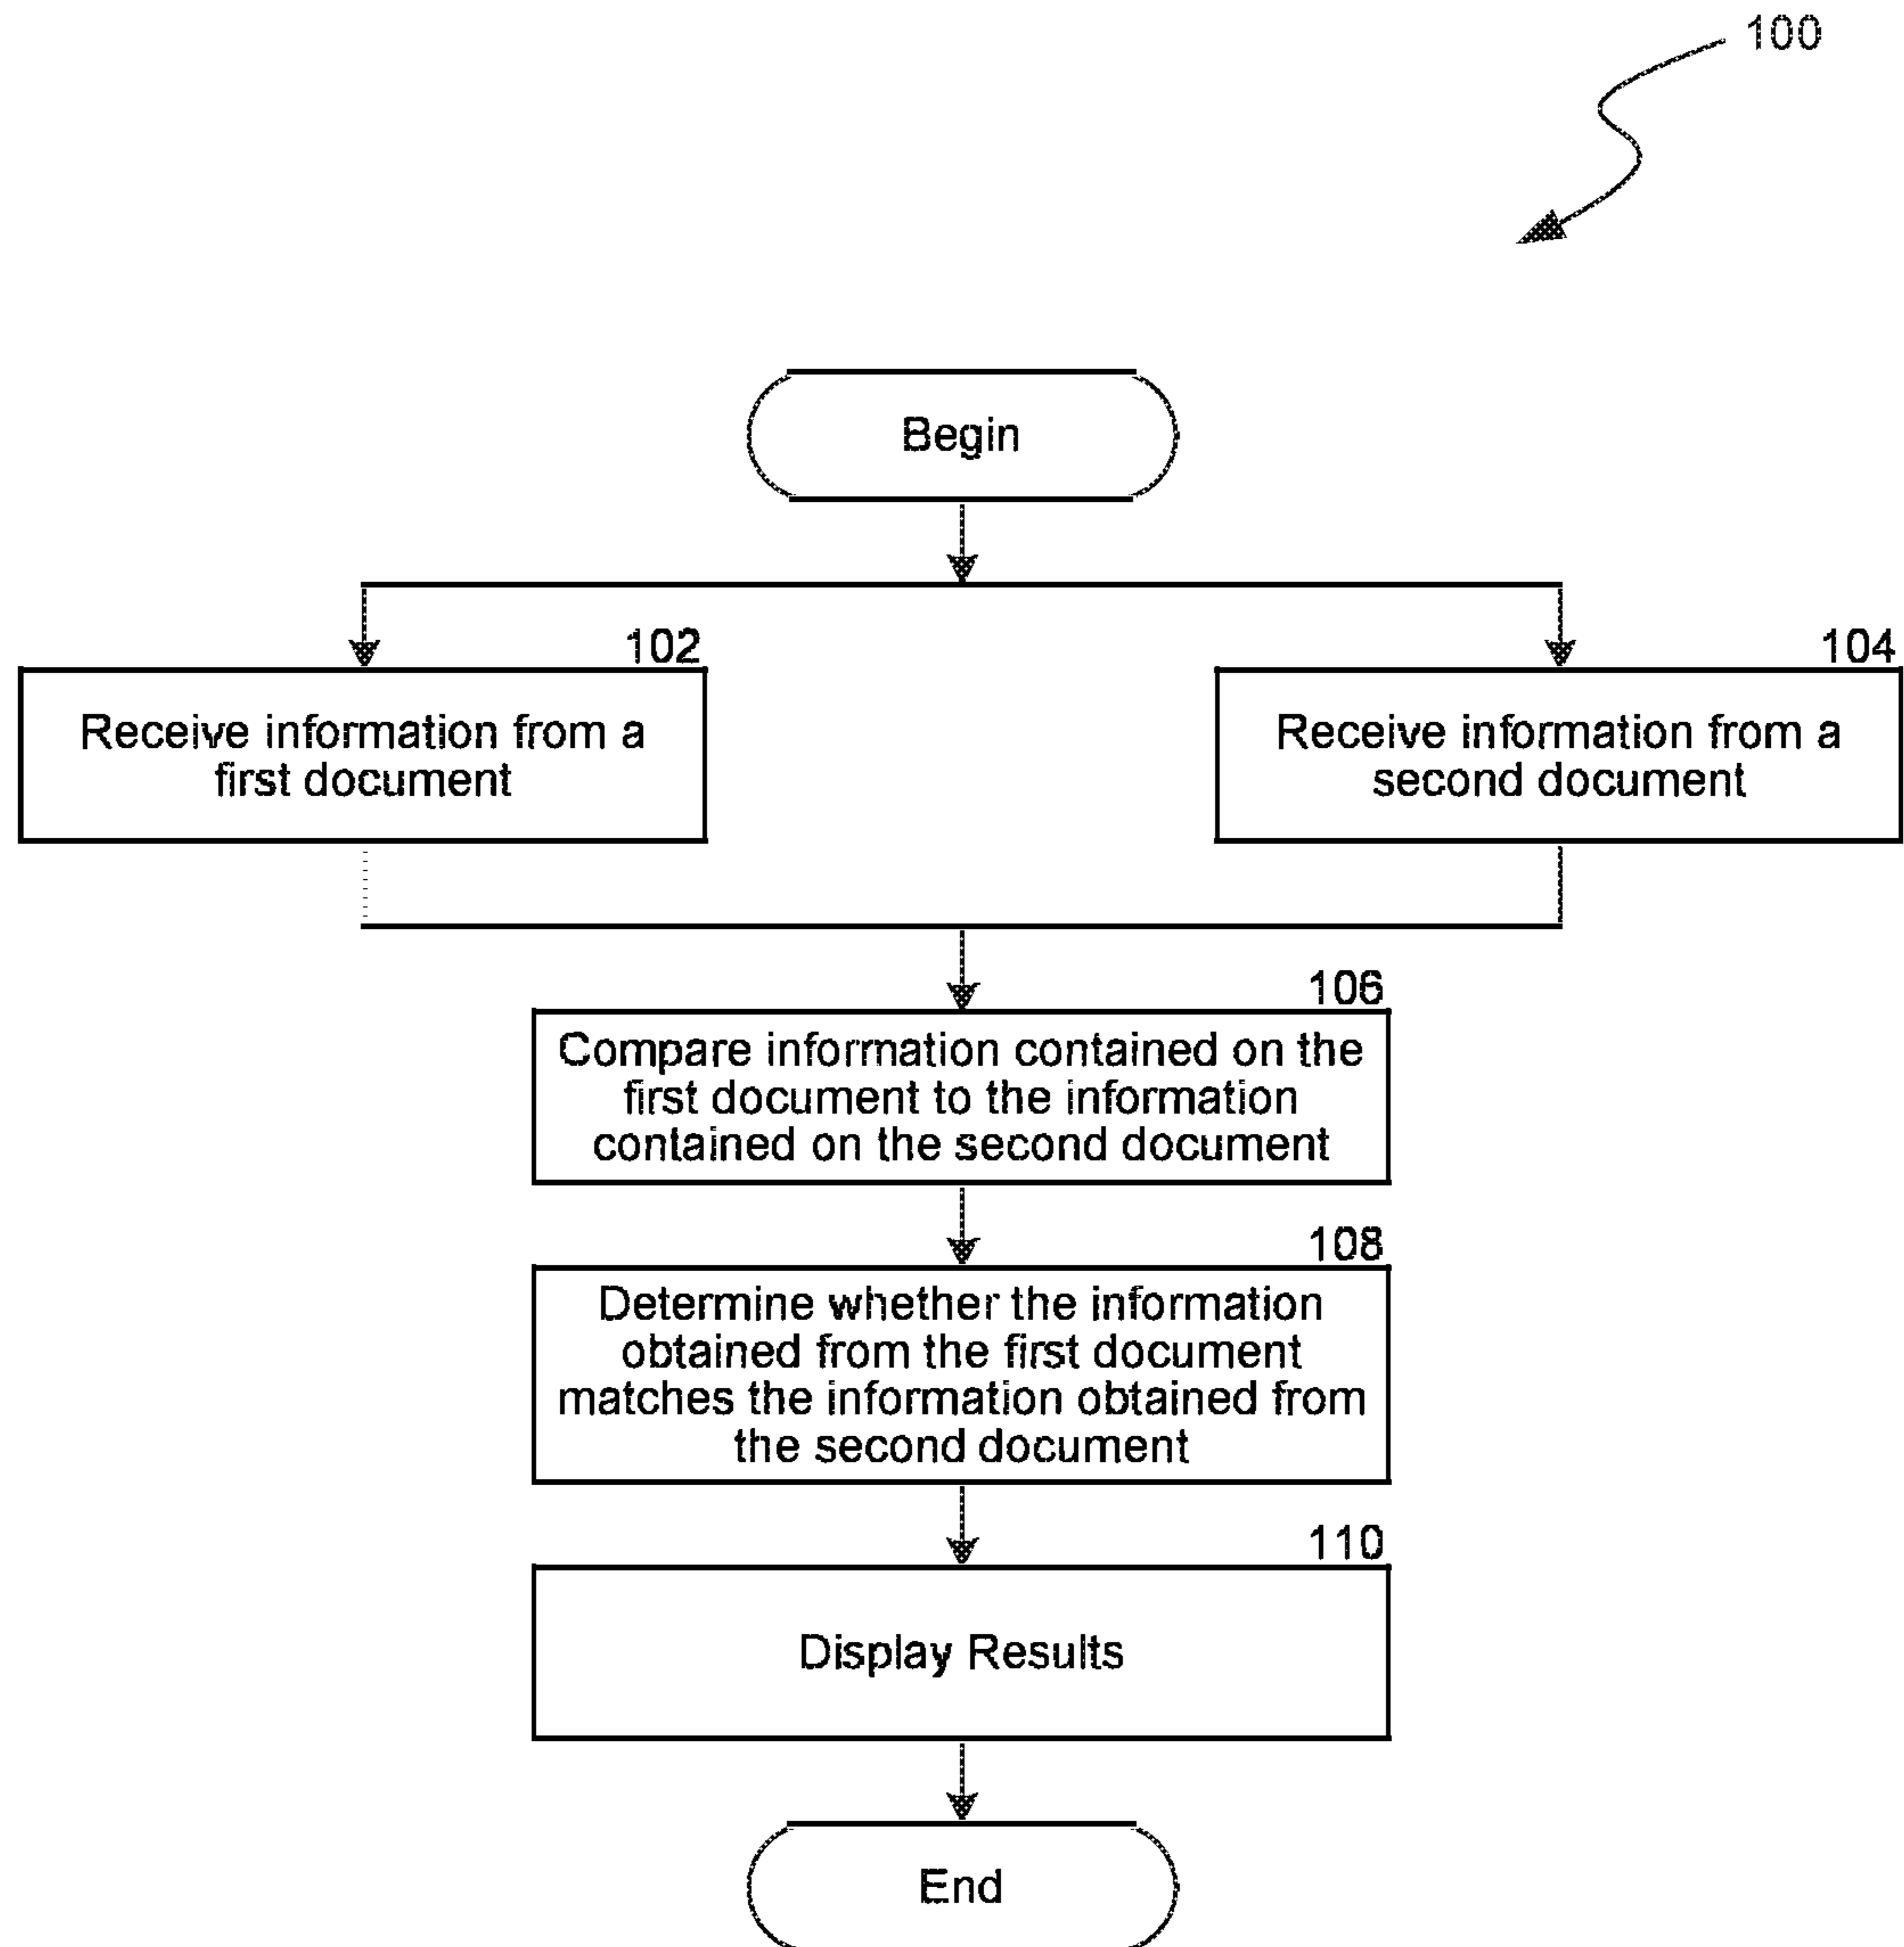 100
Begin
102
Receive information from a
first document
104
Receive information from a
second document
106
Compare information contained on the
first document to the information
contained on the second document
108
Determine whether the information
obtained from the first document
matches the information obtained from
the second document
110
Display Results
End